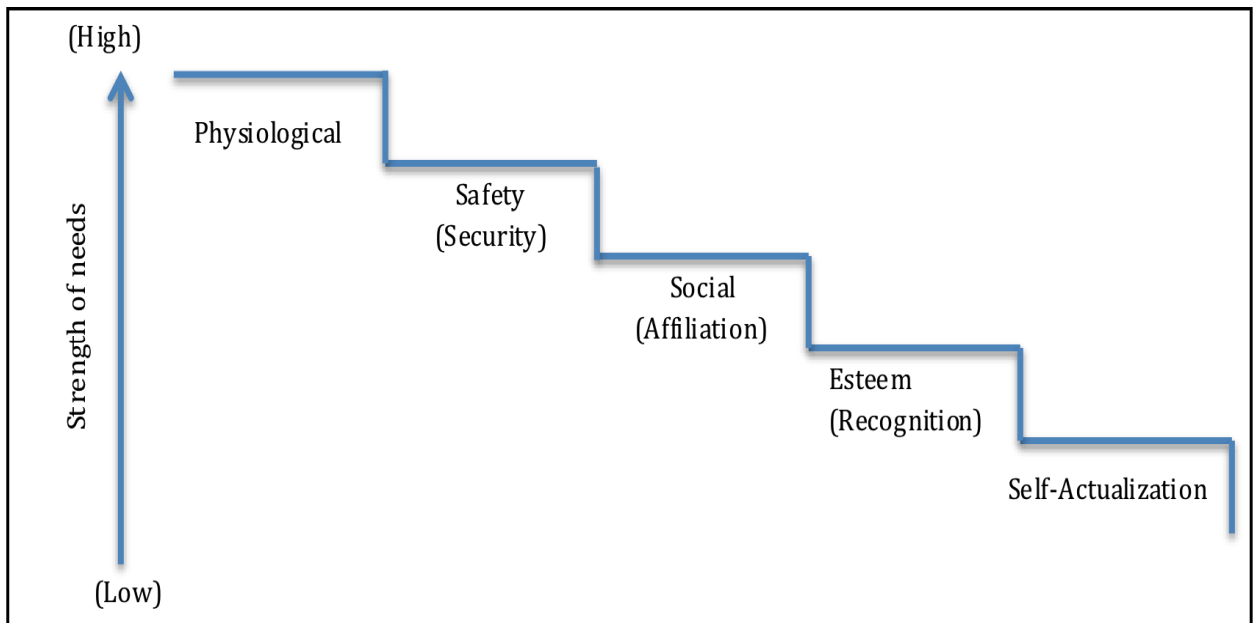 (High)
Physiological
Safety
(Security)
Strength of needs
Social
(Affiliation)
Esteem
(Recognition)
Self-Actualization
(Low)